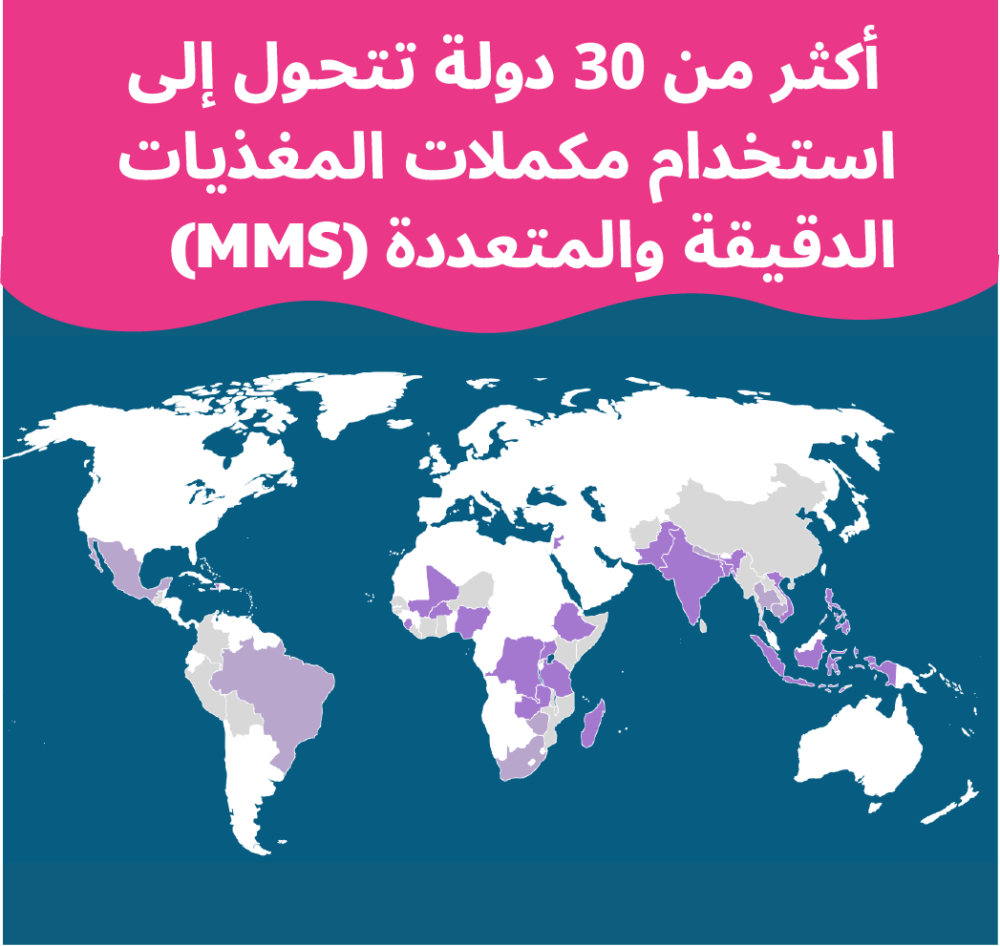 أكثر من 30 دولة تتحول إلى
استخدام مكملات المغذيات
الدقيقة والمتعددة (MMS)